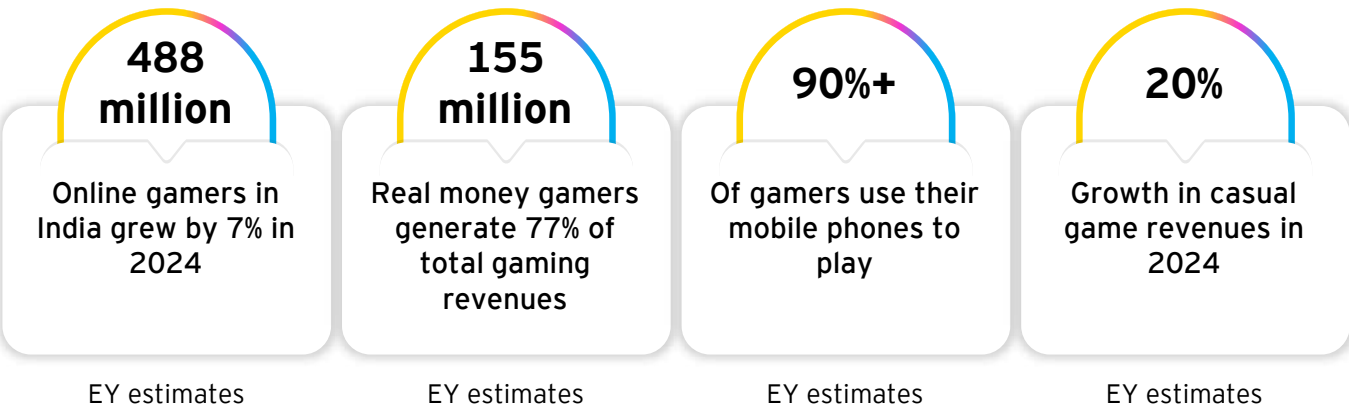 488
million
Online gamers in
India grew by 7% in
2024
EY estimates
155
million
Real money gamers
generate 77% of
total gaming
revenues
EY estimates
90%+
Of gamers use their
mobile phones to
play
EY estimates
20%
Growth in casual
game revenues in
2024
EY estimates